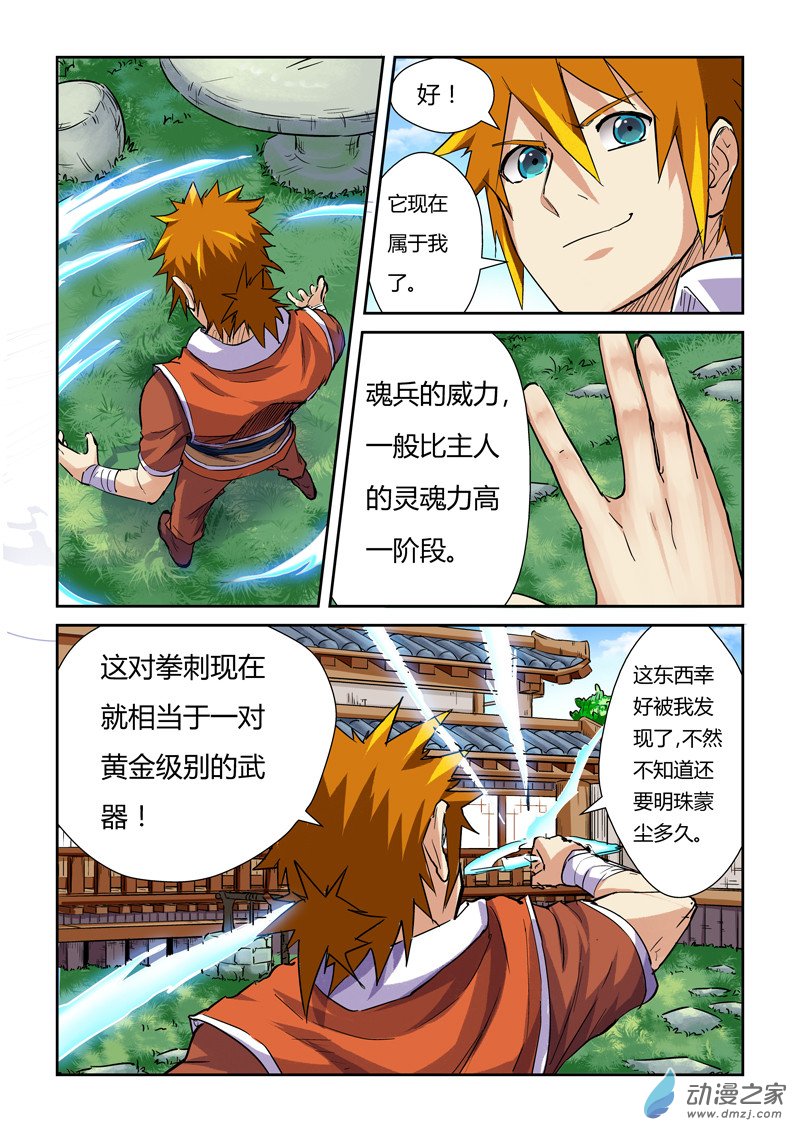 好！
它现在
属于我
了。
魂兵的威力，
一般比主人
的灵魂力高
一阶段。
这对拳刺现在
就相当于一对
黄金级别的武
器！
这东西幸
好被我发
现了，不然
不知道还
要明珠蒙
尘多久。
动漫之家
www.dmzj.com